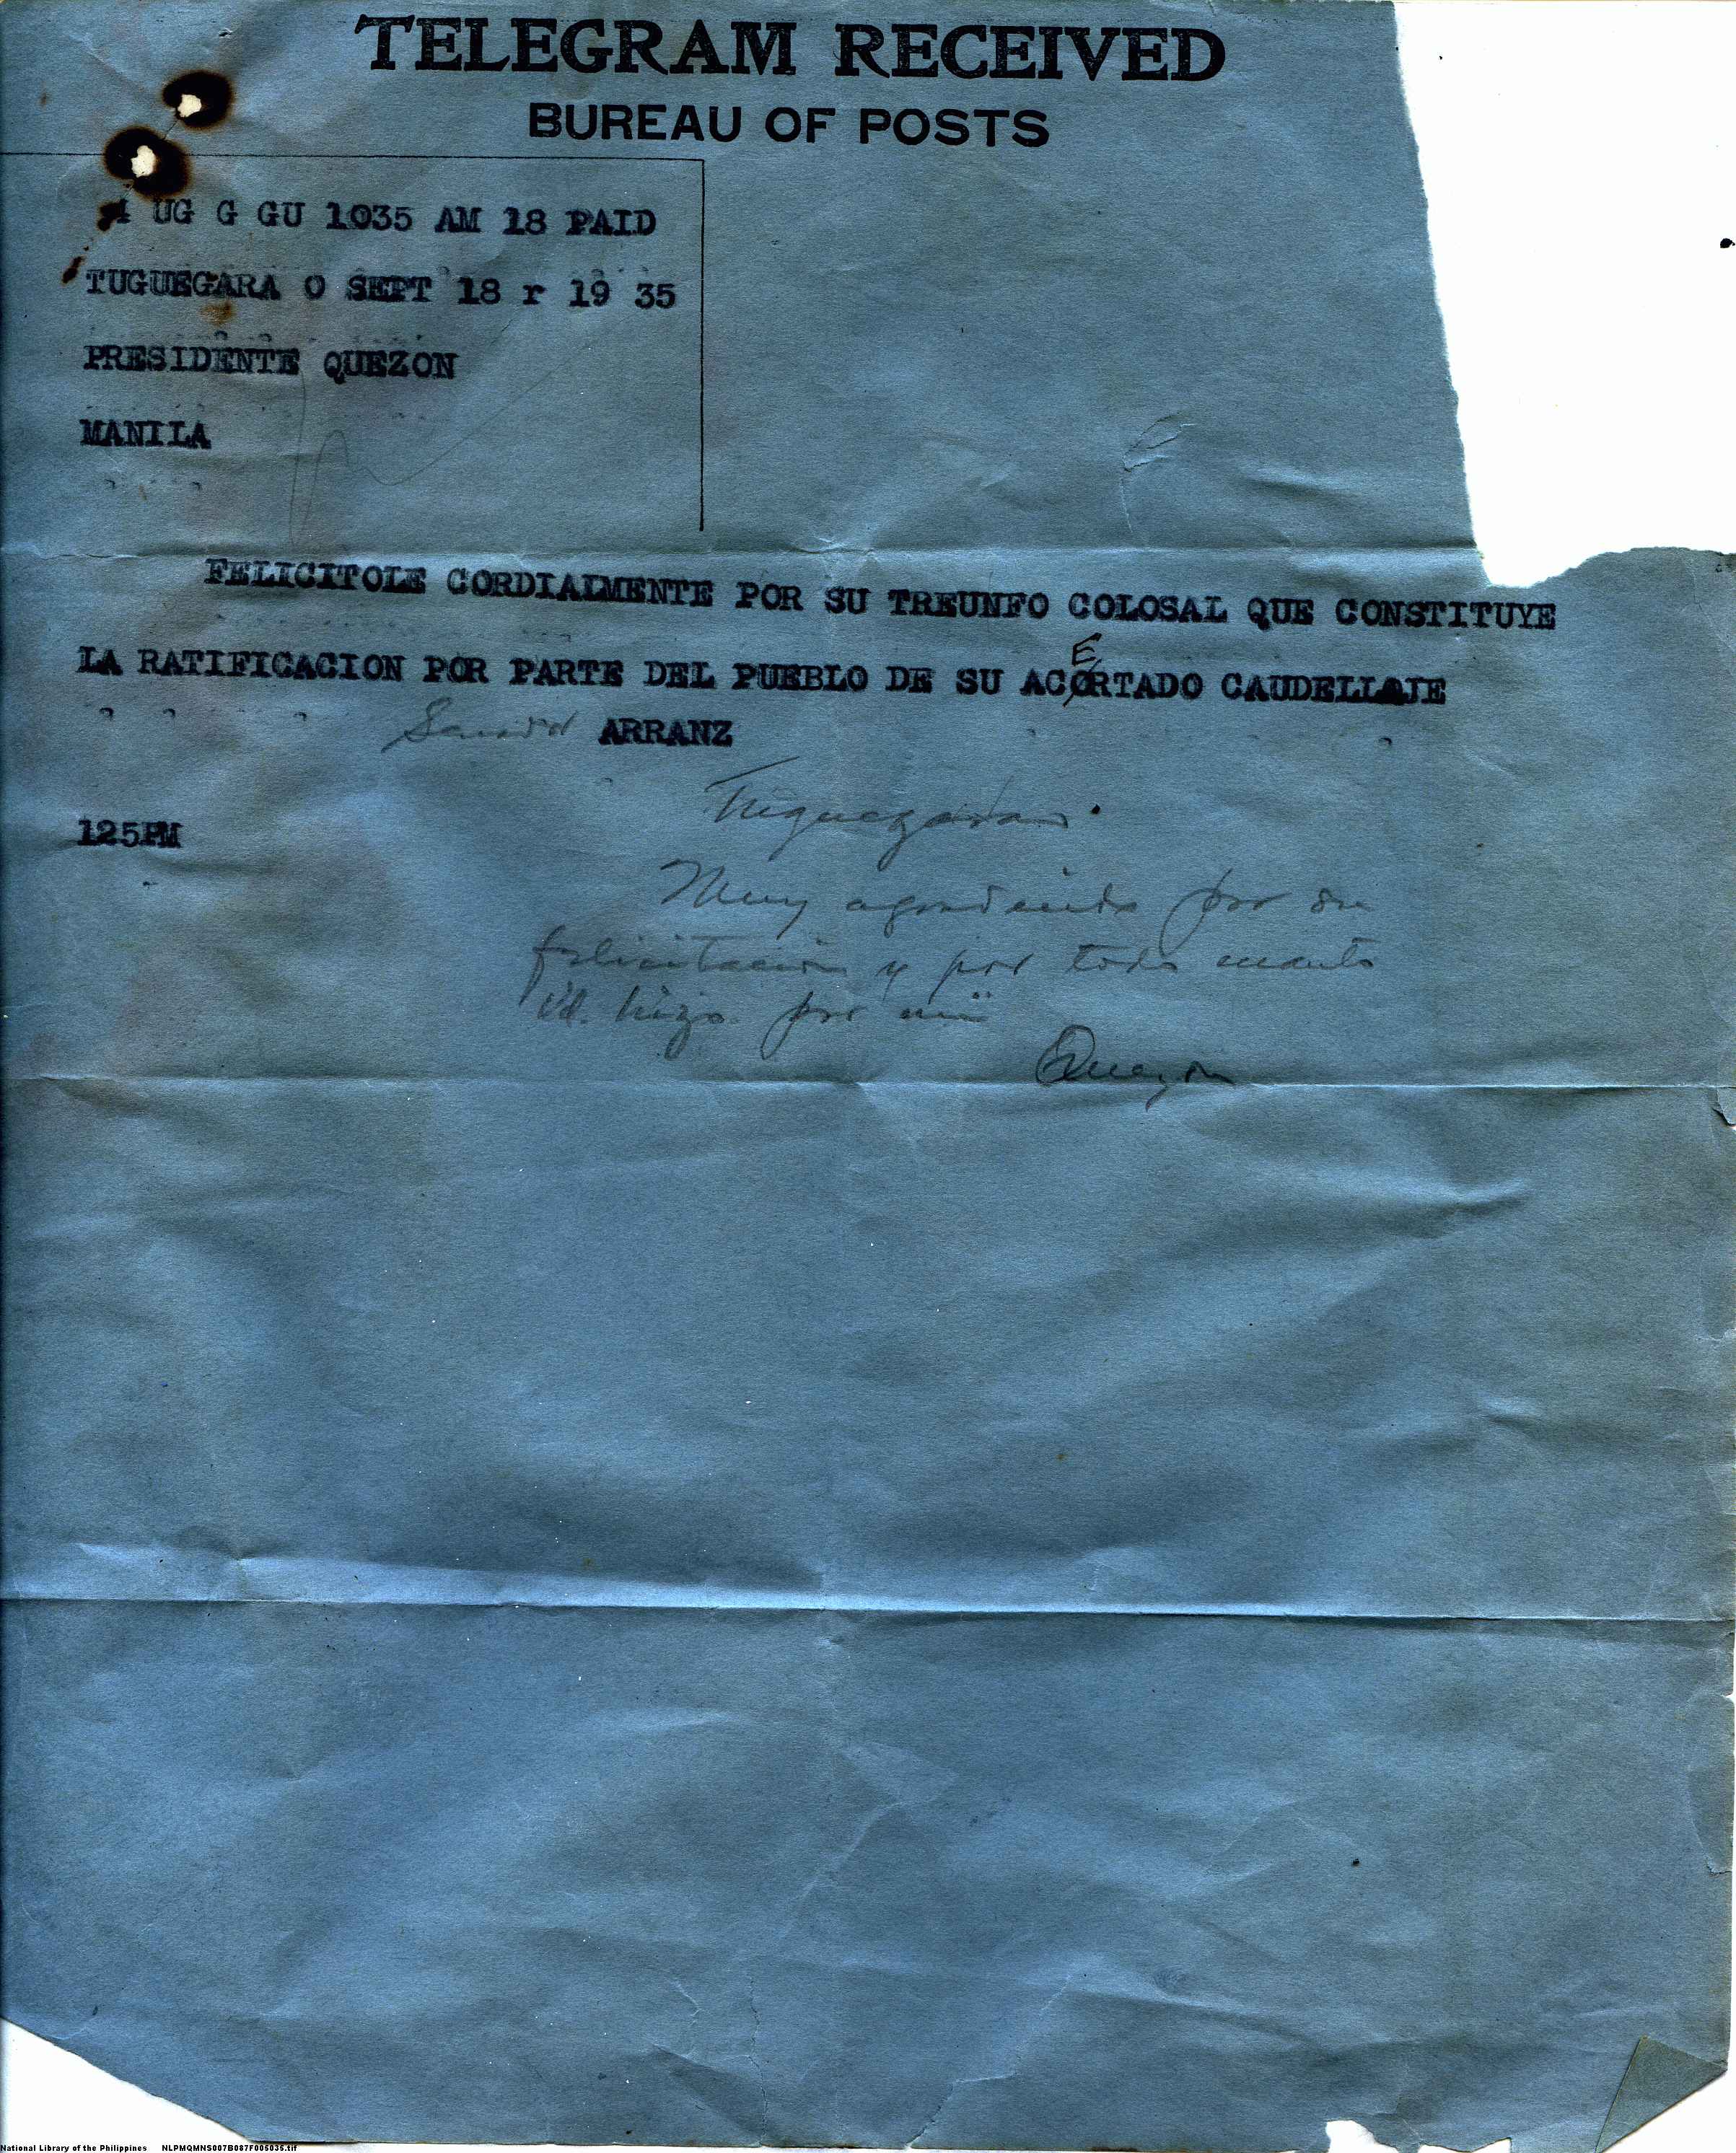 TELEGRAM RECEIVED
BUREAU OF POSTS
4 UG G GU 1035 AM 18 PAID
TUGUEGARA O SEPT 18 r 19 35
PRESIDENTE QUEZON
MANILA
FELICITOLE CORDIALMENTE POR SU TREUNFO COLOSAL QUE CONSTITUYE
LA RATIFICACION POR PARTE DEL PUEBLO DE SU ACERTADO CAUDELLAJE
ARRANZ
Tuguegarao.
125PM
Muy agradecido por su
felicitacion y por todo cuanto
Vd. hizo por mi
Quezon
National Library of the Philippines NLPMQMNS007B087F005035.tif